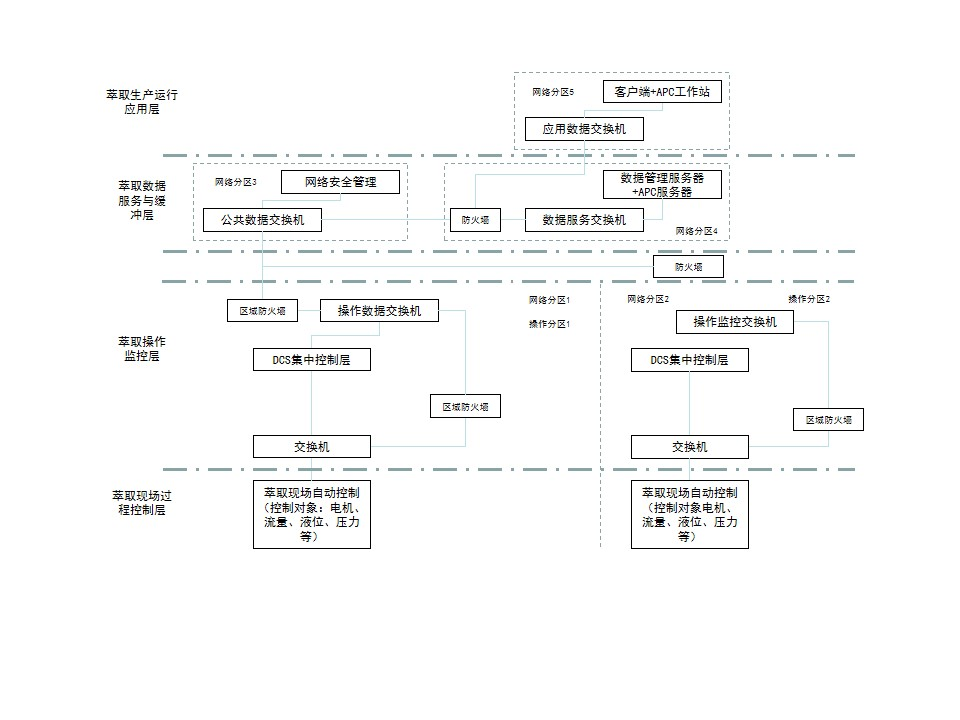 萃取生产运行
应用层
网络分区5
客户端+APC工作站
应用数据交换机
萃取数据
服务与缓
冲层
网络分区3
网络安全管理
公共数据交换机
防火墙
数据管理服务器
+APC服务器
数据服务交换机
网络分区4
防火墙
萃取操作
监控层
区域防火墙
操作数据交换机
网络分区1
操作分区1
DCS集中控制层
区域防火墙
交换机
网络分区2
操作分区2
操作监控交换机
DCS集中控制层
区域防火墙
交换机
萃取现场过
程控制层
萃取现场自动控制
（控制对象：电机、
流量、液位、压力
等）
萃取现场自动控制
（控制对象电机、
流量、液位、压力
等）